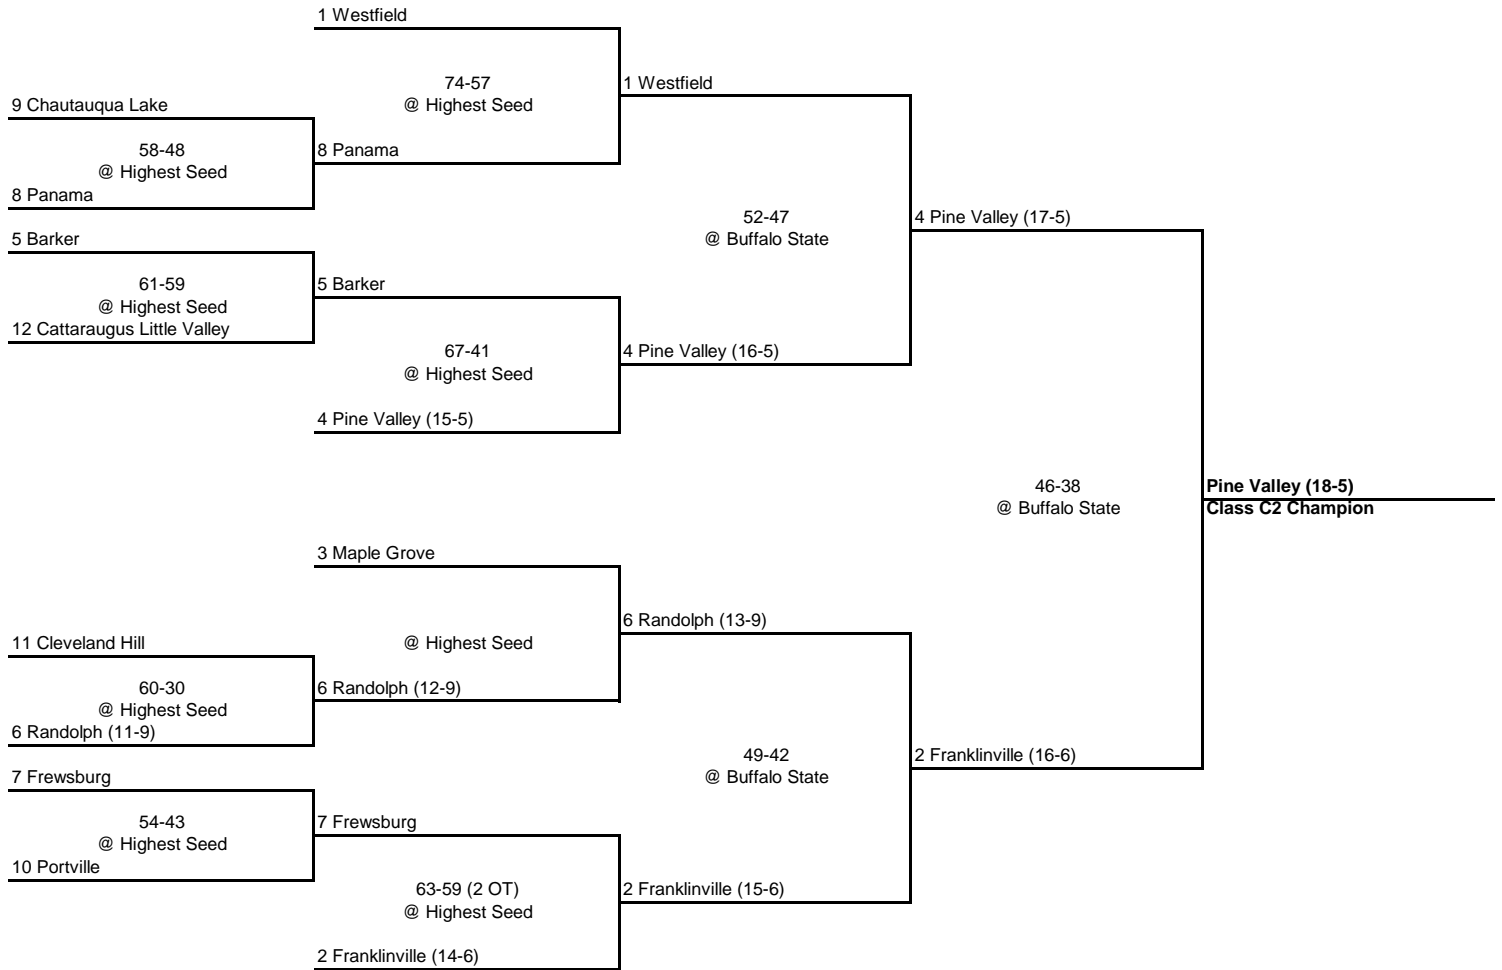 1 Westfield
74-57
@ Highest Seed
1 Westfield
9 Chautauqua Lake
58-48
@ Highest Seed
8 Panama
8 Panama
52-47
@ Buffalo State
4 Pine Valley (17-5)
5 Barker
61-59
@ Highest Seed
5 Barker
12 Cattaraugus Little Valley
67-41
@ Highest Seed
4 Pine Valley (16-5)
4 Pine Valley (15-5)
46-38
@ Buffalo State
Pine Valley (18-5)
Class C2 Champion
3 Maple Grove
6 Randolph (13-9)
11 Cleveland Hill
@ Highest Seed
60-30
@ Highest Seed
6 Randolph (12-9)
6 Randolph (11-9)
49-42
@ Buffalo State
2 Franklinville (16-6)
7 Frewsburg
54-43
@ Highest Seed
7 Frewsburg
10 Portville
63-59 (2 OT)
@ Highest Seed
2 Franklinville (15-6)
2 Franklinville (14-6)